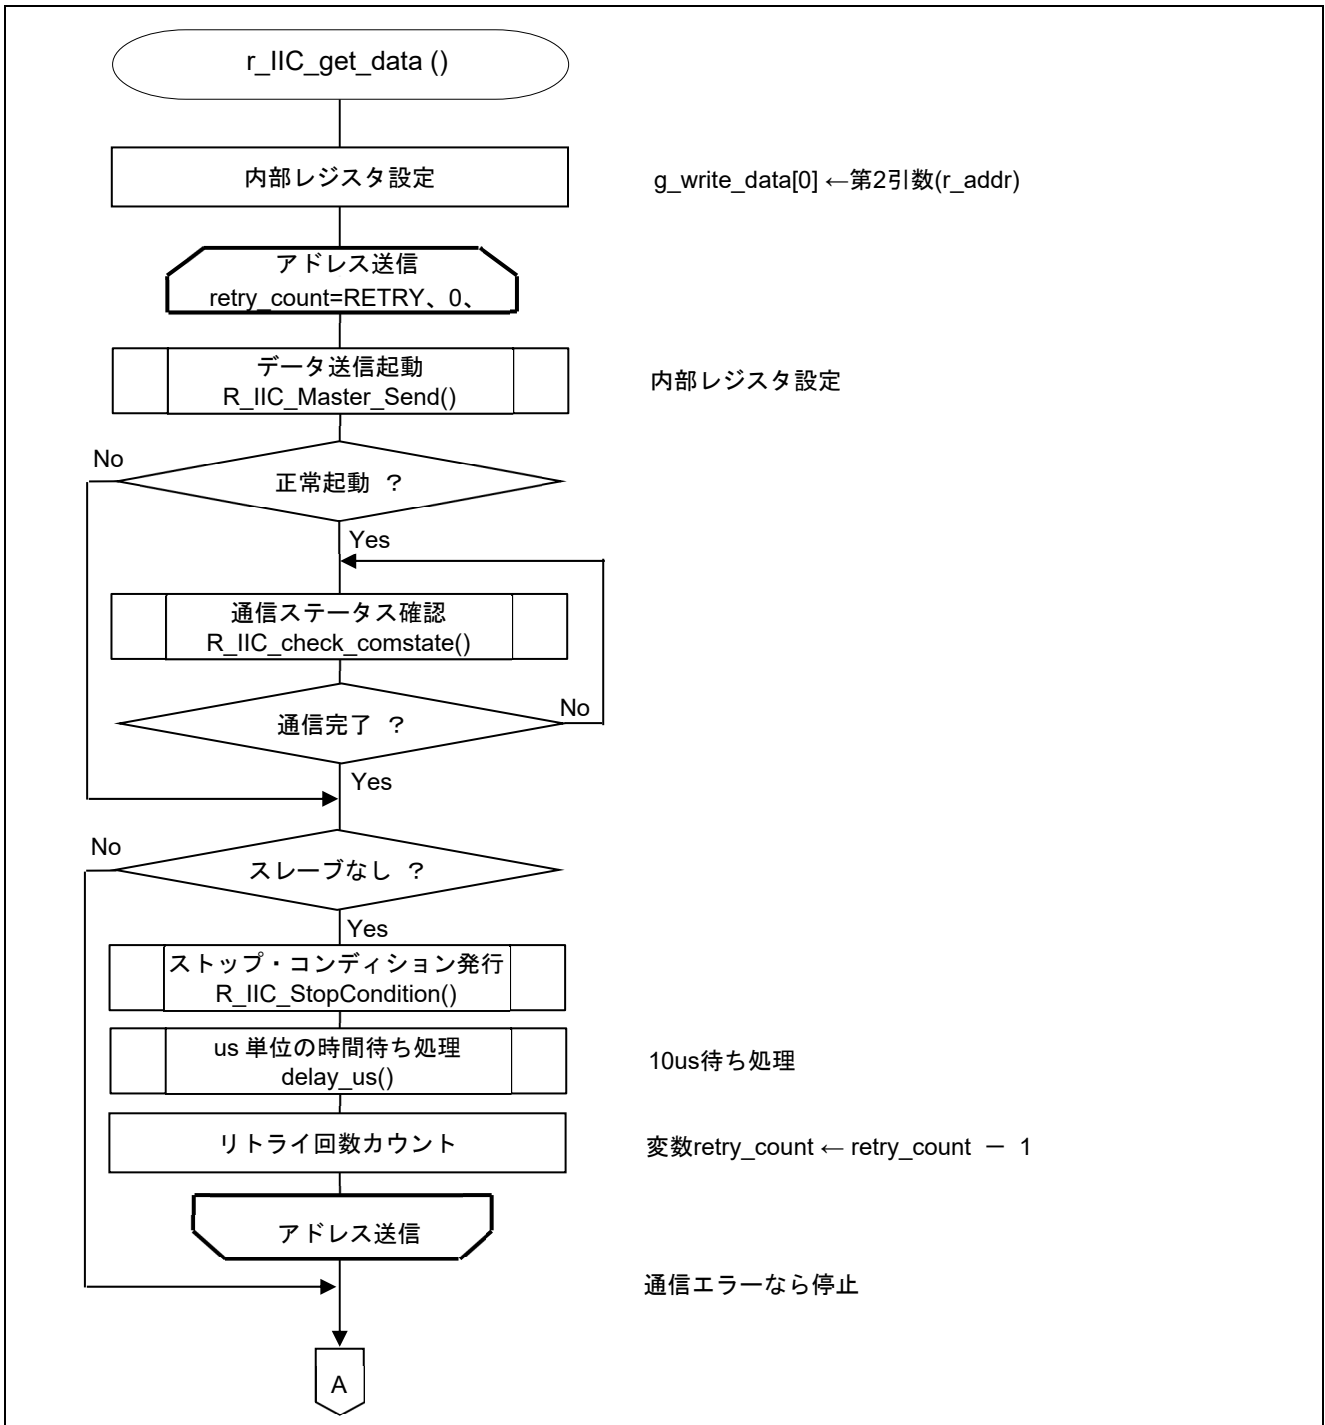 r_IIC_get_data ()
内部レジスタ設定
g_write_data[0] ←第2引数(r_addr)
アドレス送信
retry_count=RETRY、0、
データ送信起動
R_IIC_Master_Send()
内部レジスタ設定
No
正常起動 ?
Yes
通信ステータス確認
R_IIC_check_comstate()
通信完了 ?
No
Yes
No
スレーブなし ?
Yes
ストップ・コンディション発行
R_IIC_StopCondition()
us 単位の時間待ち処理
delay_us()
10us待ち処理
リトライ回数カウント
変数retry_count ← retry_count － 1
アドレス送信
通信エラーなら停止
A